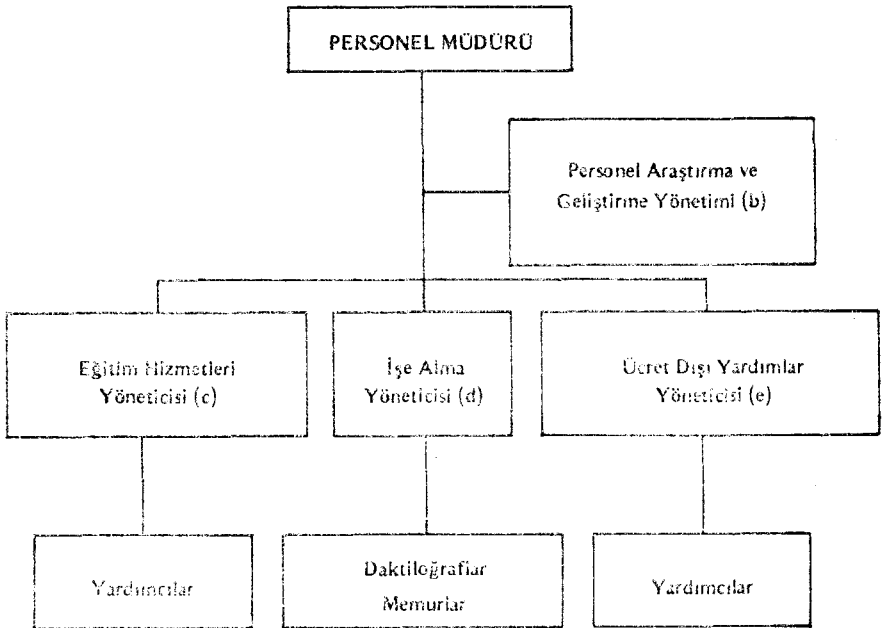 PERSONEL MÜDÜRÜ
Personel Araştırma ve
Geliştirme Yönetimi (b)
Eğitim Hizmetleri
Yöneticisi (c)
İşe Alma
Yöneticisi (d)
Ücret Dışı Yardımlar
Yöneticisi (e)
Yardımcılar
Daktiloğraflar
Memurlar
Yardımcılar